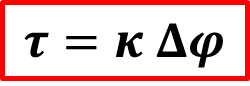 τ = κ Δφ